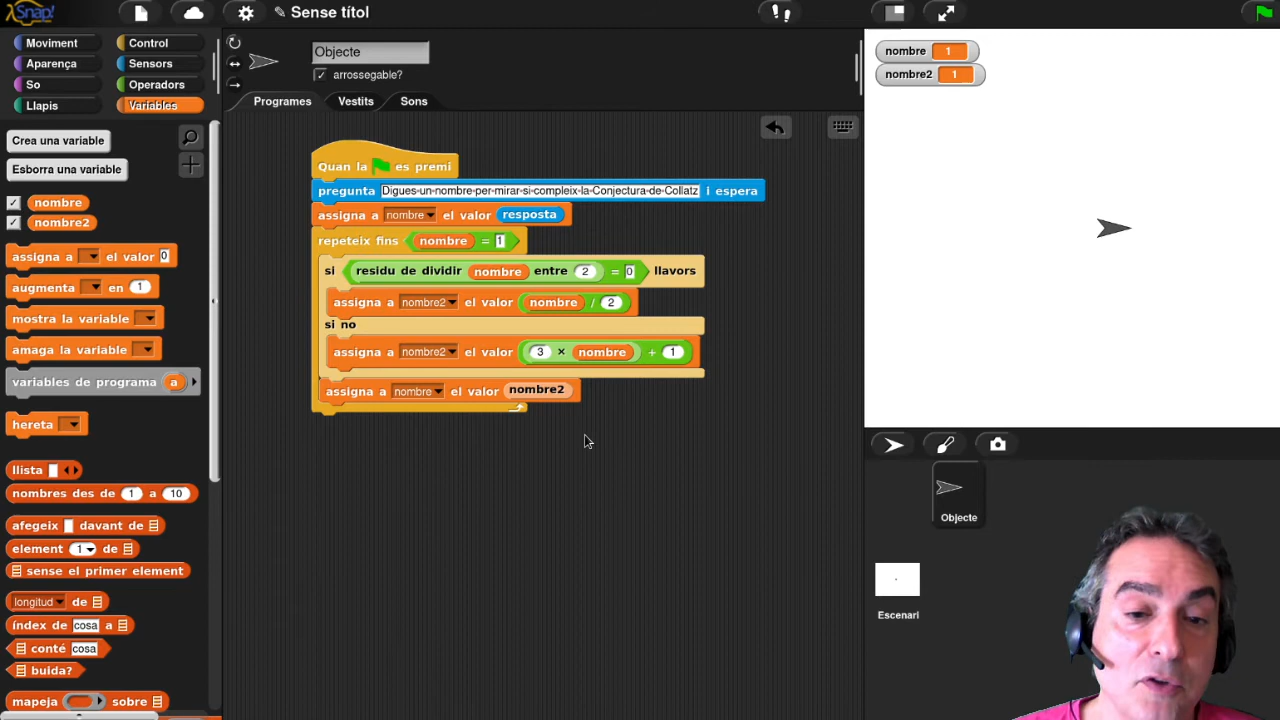 Snap!
Sense títol
Moviment
Control
Aparença
Sensors
So
Operadors
Llapis
Variables
Crea una variable
Esborra una variable
nombre
nombre2
assigna a el valor 0
augmenta en 1
mostra la variable
amaga la variable
variables de programa a
hereta
llista
nombres des de 1 a 10
afegeix davant de
element 1 de
sense el primer element
longitud de
índex de cosa a
conté cosa
buida?
mapeja sobre
Objecte
arrossegable?
Programes
Vestits
Sons
Quan la es premi
pregunta Digues-un-nombre-per-mirar-si-compleix-la-Conjectura-de-Collatz i espera
assigna a nombre el valor resposta
repeteix fins nombre = 1
si residu de dividir nombre entre 2 = 0 llavors
assigna a nombre2 el valor nombre / 2
si no
assigna a nombre2 el valor 3 × nombre + 1
assigna a nombre el valor nombre2
nombre 1
nombre2 1
Objecte
Escenari